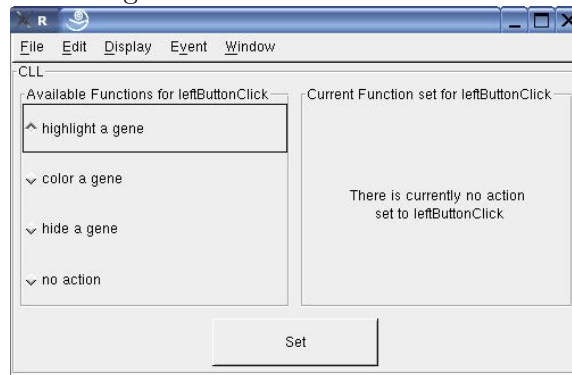 R
File Edit Display Event Window
CLL
Available Functions for leftButtonClick
highlight a gene
color a gene
hide a gene
no action
Current Function set for leftButtonClick
There is currently no action
set to leftButtonClick
Set